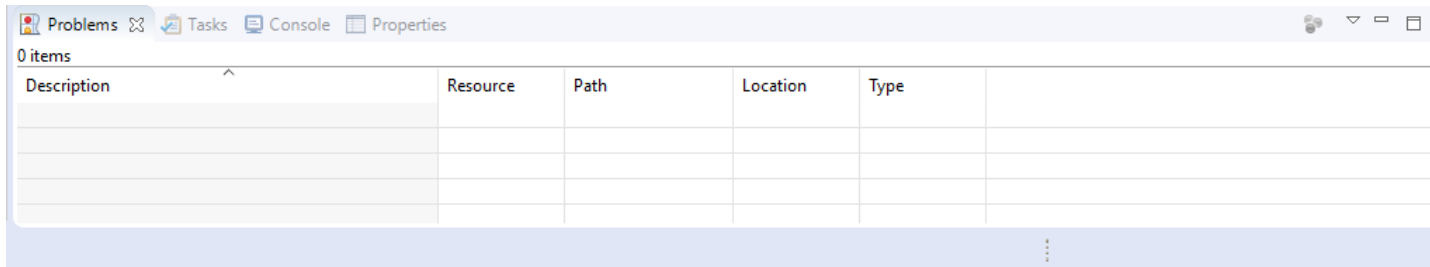 Problems Tasks Console Properties
0 items
Description Resource Path Location Type